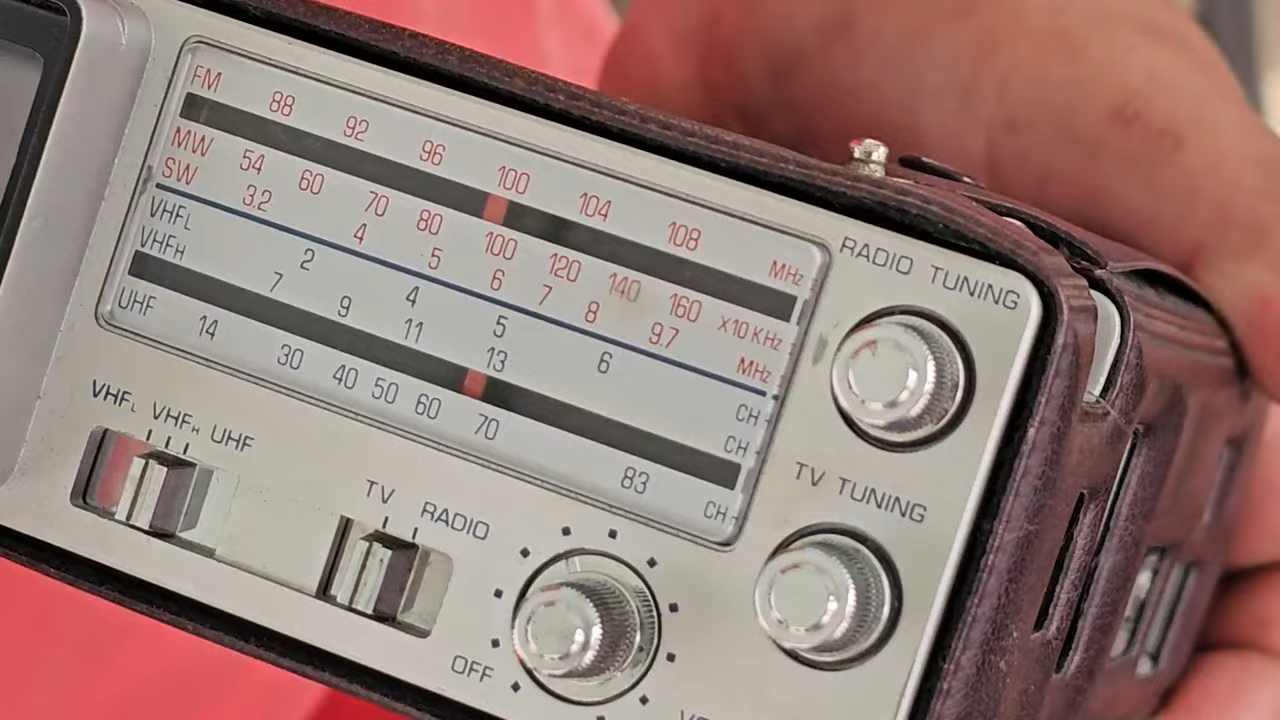 FM 88 92 96 100 104 108 MHz
MW 54 60 70 80 100 120 140 160 X10 KHz
SW 3.2 4 5 6 7 8 9.7 MHz
VHFL 2 4 5 6 CH
VHFH 7 9 11 13 CH
UHF 14 30 40 50 60 70 83 CH
RADIO TUNING
VHFL VHFH UHF
TV RADIO
TV TUNING
OFF